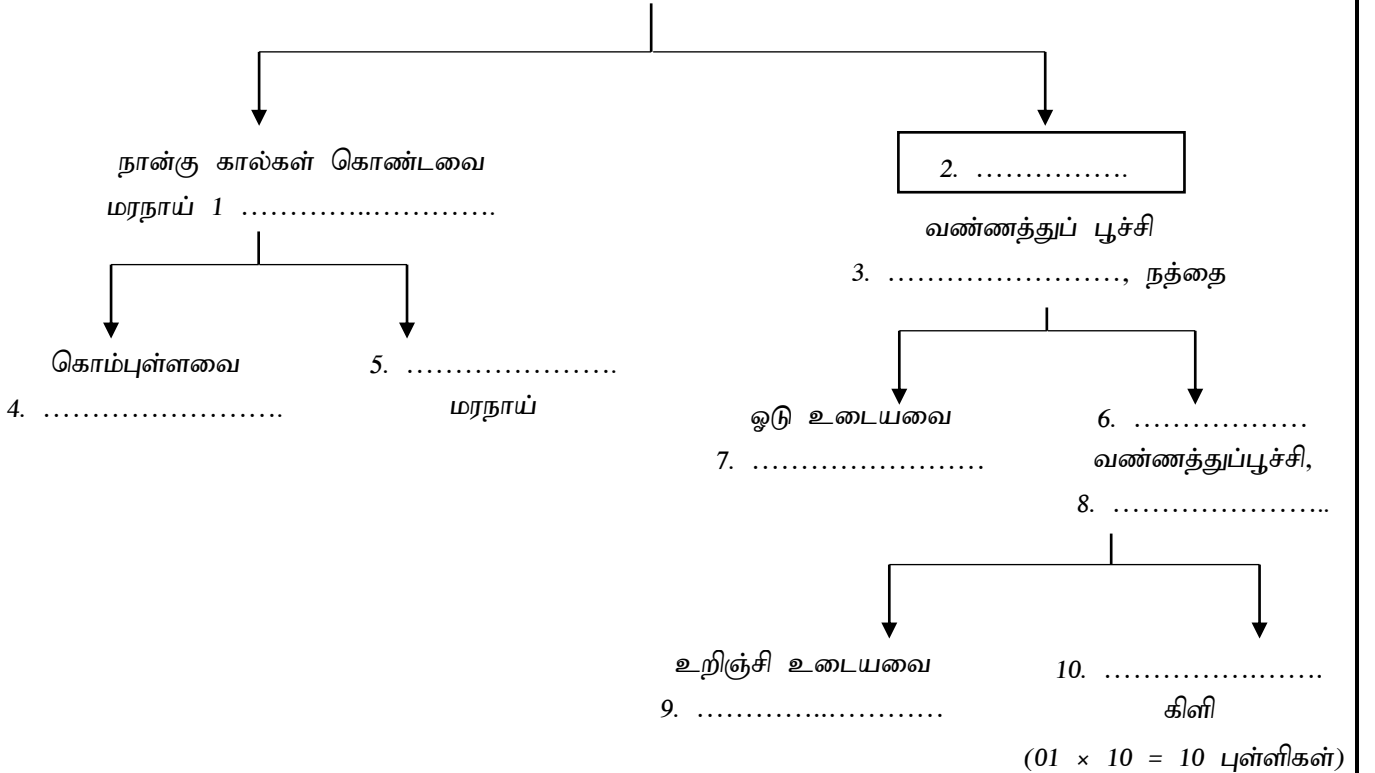 நான்கு கால்கள் கொண்டவை
மரநாய் 1 …………..………….
2. …………….
வண்ணத்துப் பூச்சி
3. ……………………, நத்தை
கொம்புள்ளவை
4. …………………….
5. ………………….
மரநாய்
ஓடு உடையவை
7. ……………………
6. ………………
வண்ணத்துப்பூச்சி,
8. …………………..
உறிஞ்சி உடையவை
9. …………..…………
10. …………….…….
கிளி
(01 × 10 = 10 புள்ளிகள்)